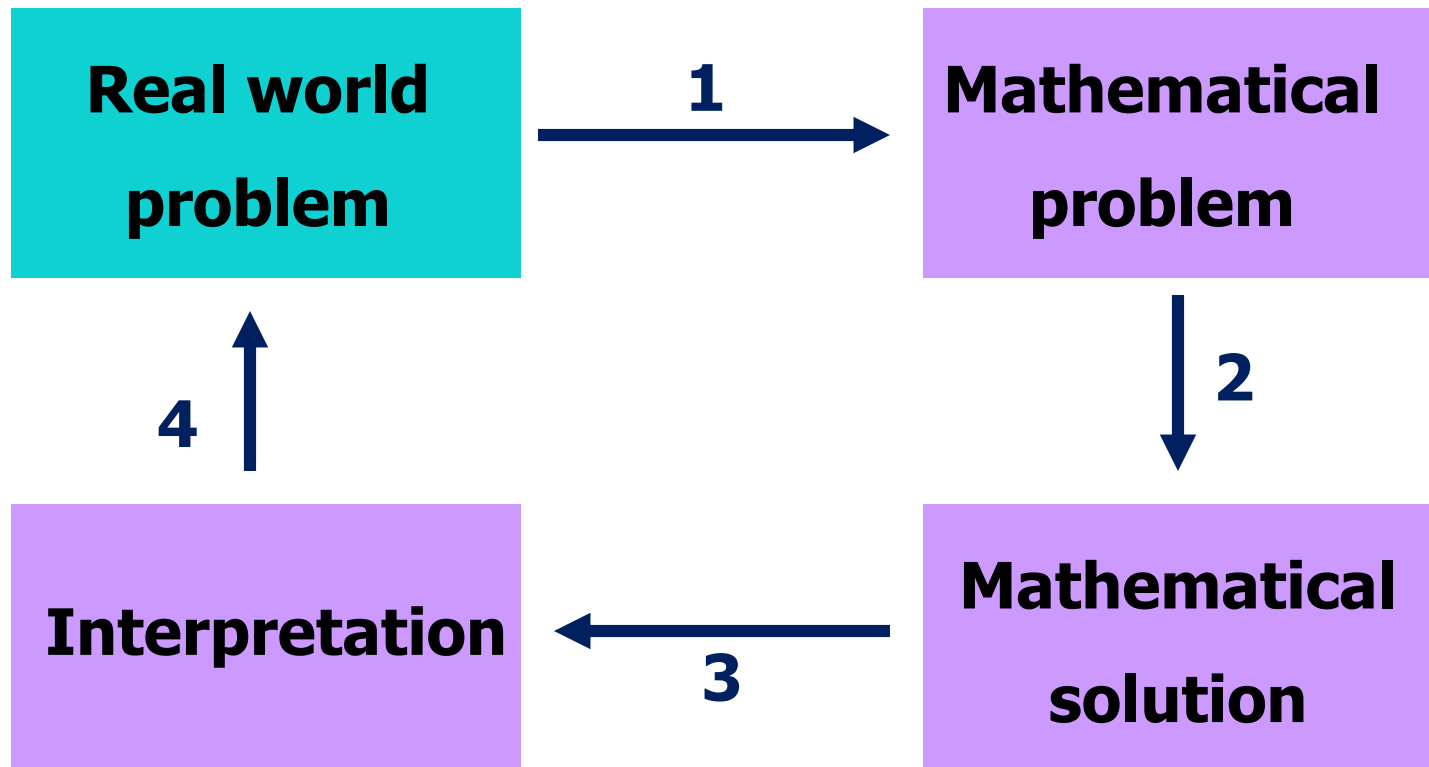 Real world
problem
1
Mathematical
problem
2
4
Interpretation
3
Mathematical
solution